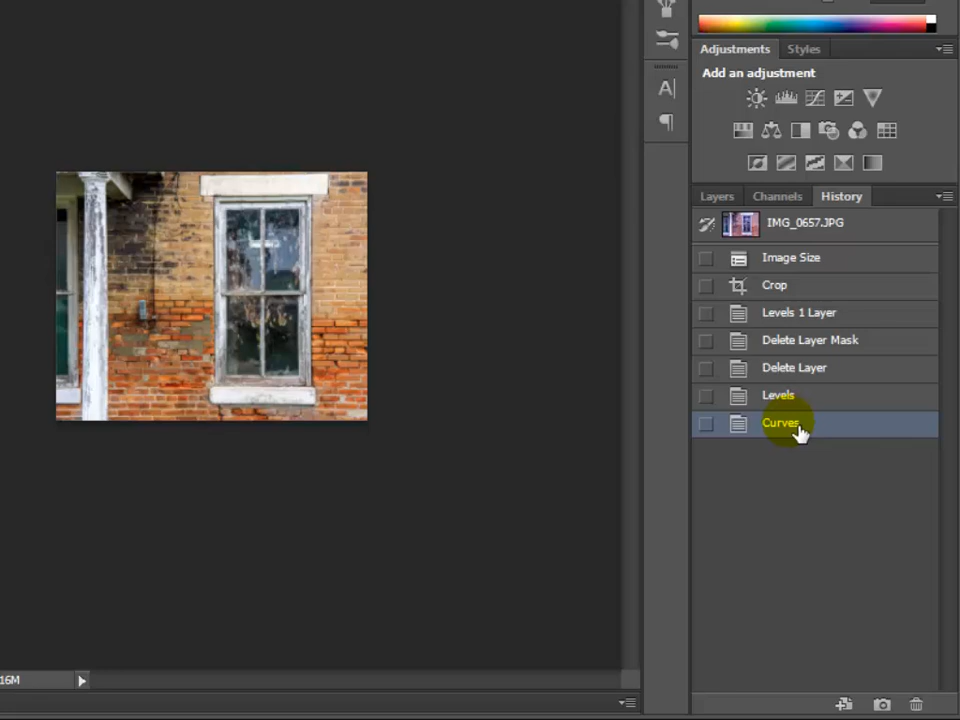 Adjustments Styles
Add an adjustment
A|
Layers Channels History
IMG_0657.JPG
Image Size
Crop
Levels 1 Layer
Delete Layer Mask
Delete Layer
Levels
Curves
16M